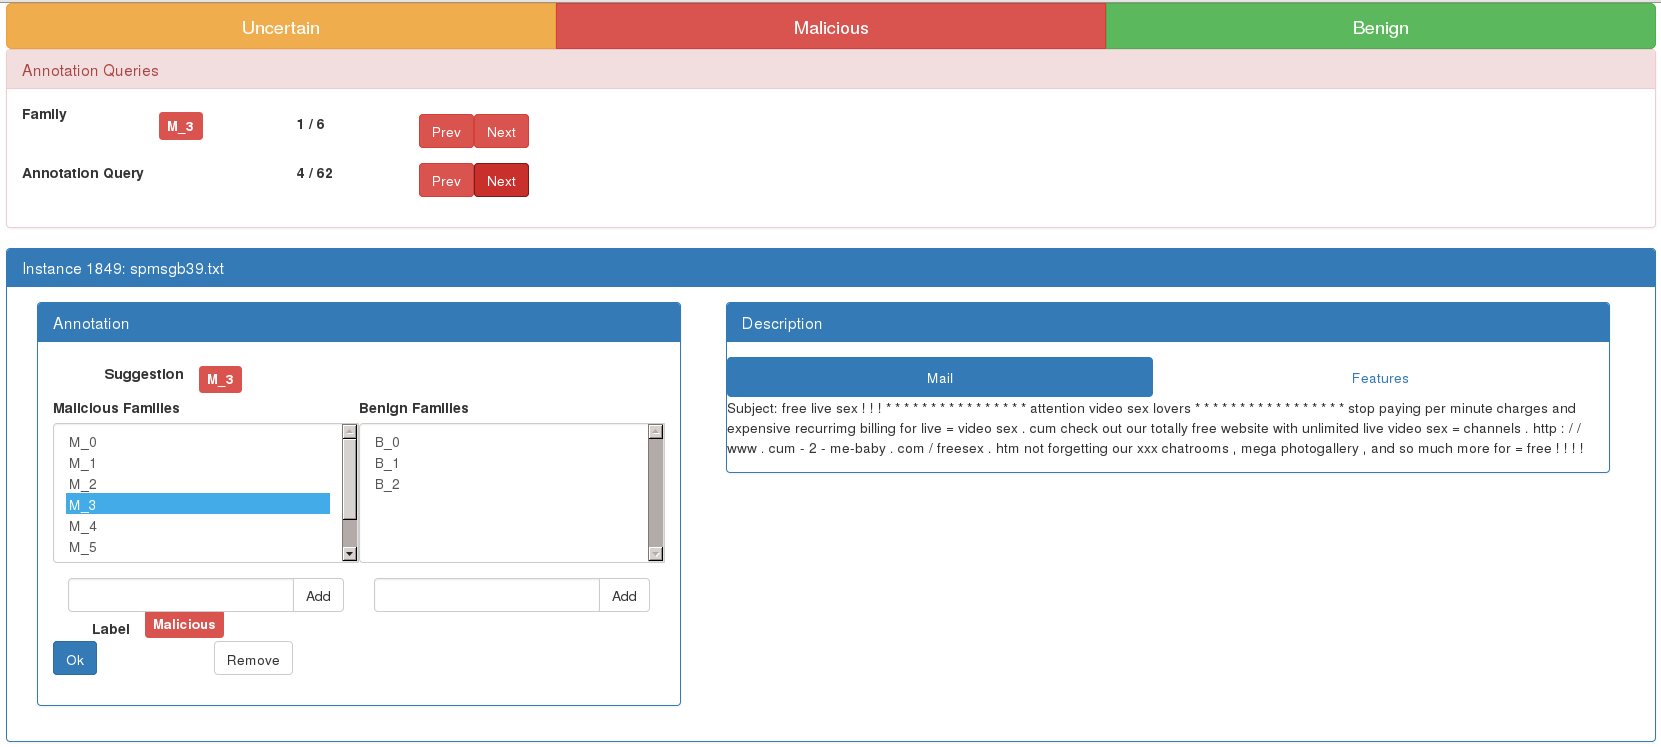 Uncertain Malicious Benign
Annotation Queries
Family M_3 1 / 6 Prev Next
Annotation Query 4 / 62 Prev Next
Instance 1849: spmsgb39.txt
Annotation
Suggestion M_3
Malicious Families Benign Families
M_0 B_0
M_1 B_1
M_2 B_2
M_3
M_4
M_5
Add Add
Label Malicious
Ok Remove
Description
Mail Features
Subject: free live sex ! ! ! * * * * * * * * * * * * * * * * attention video sex lovers * * * * * * * * * * * * * * * * * stop paying per minute charges and
expensive recurrimg billing for live = video sex . cum check out our totally free website with unlimited live video sex = channels . http : / /
www . cum - 2 - me-baby . com / freesex . htm not forgetting our xxx chatrooms , mega photogallery , and so much more for = free ! ! ! !